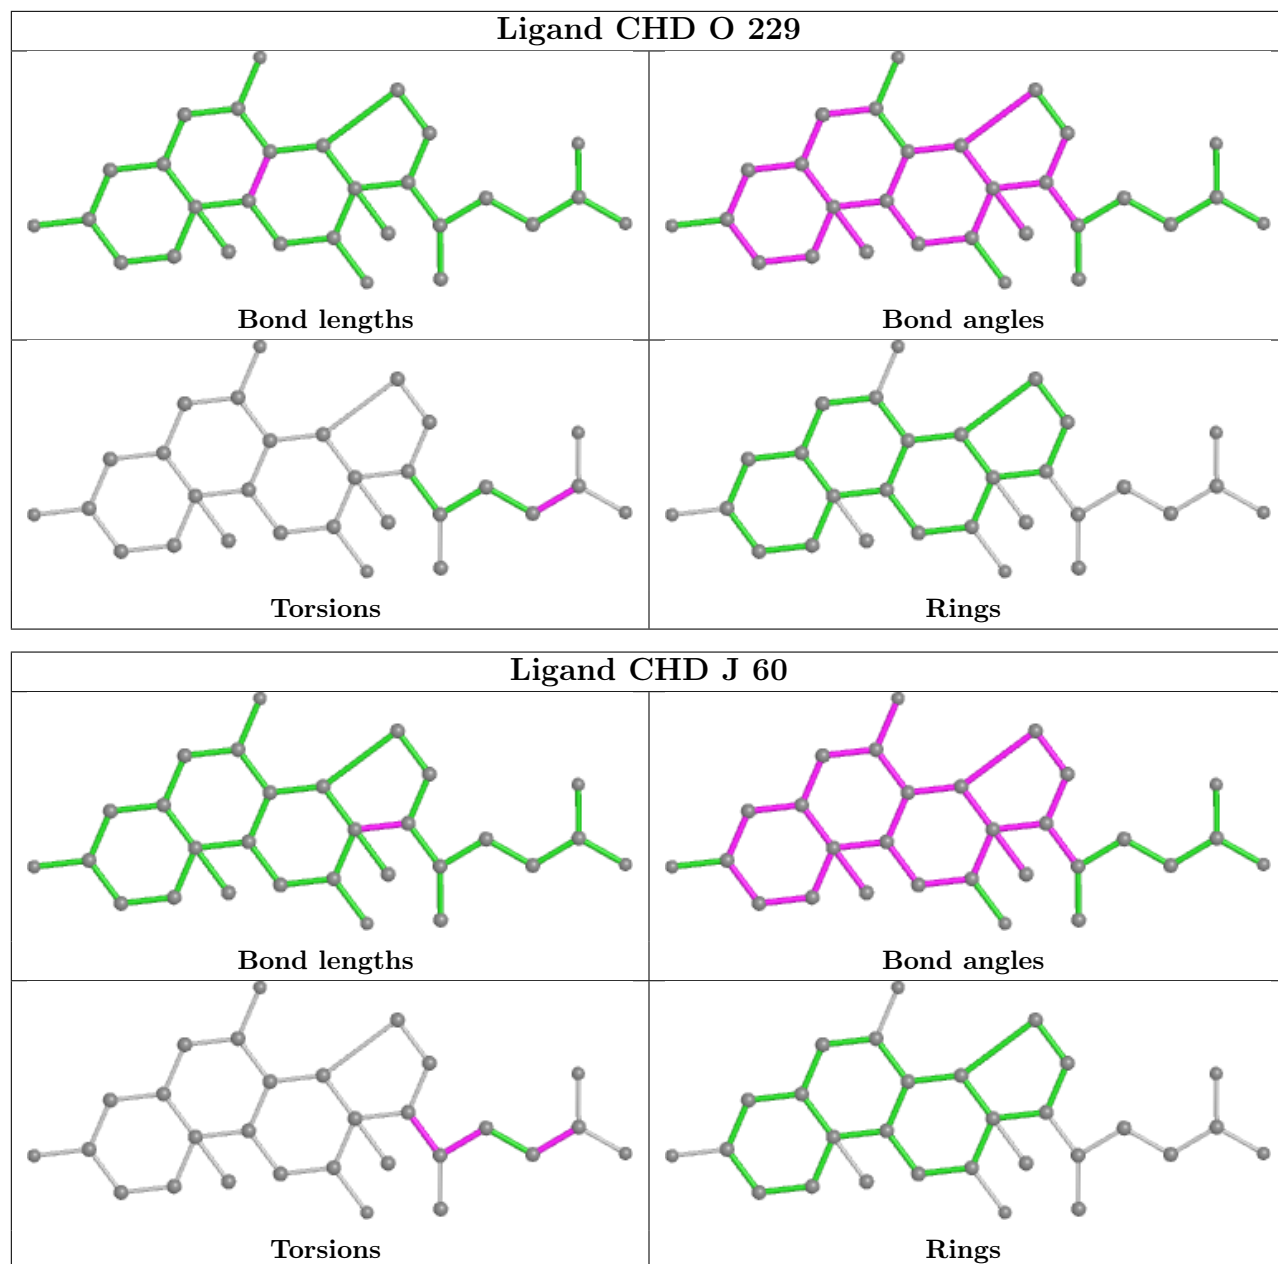 Ligand CHD O 229
Bond lengths
Bond angles
Torsions
Rings
Ligand CHD J 60
Bond lengths
Bond angles
Torsions
Rings